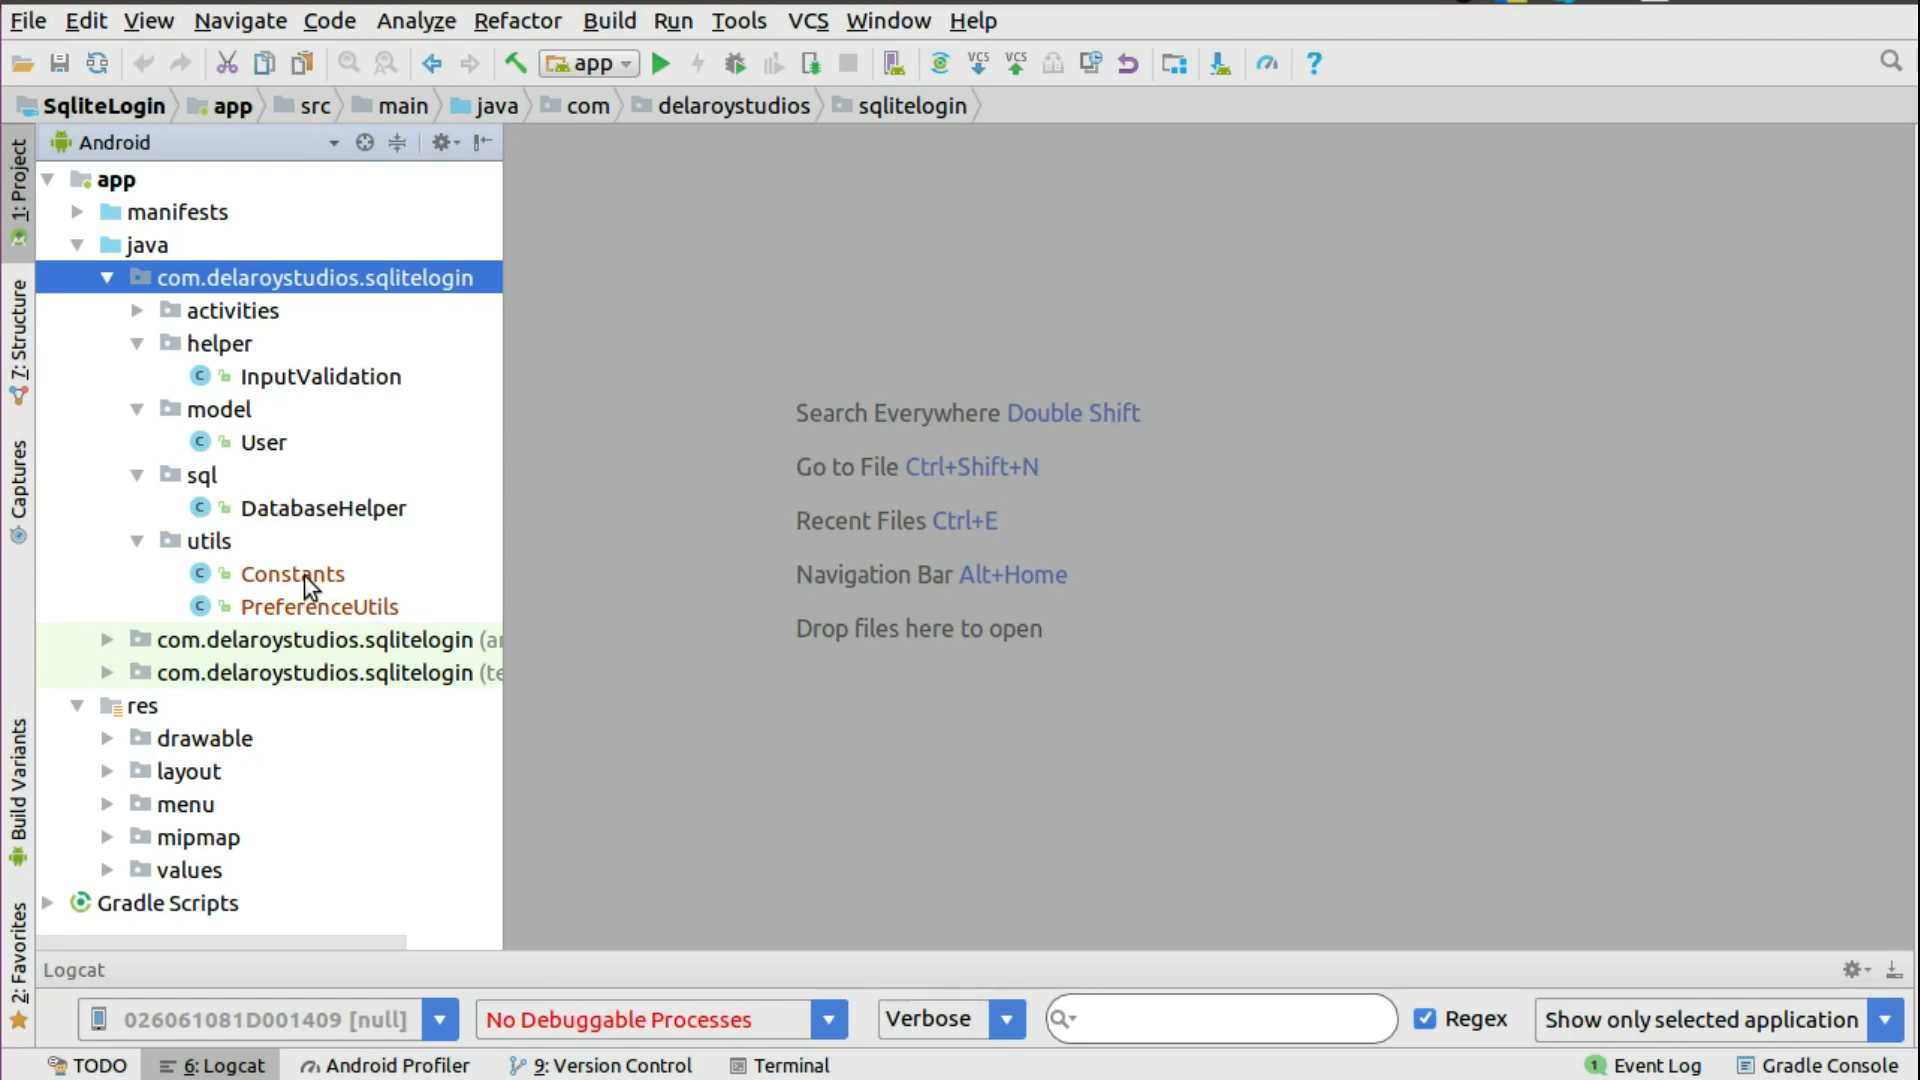 File Edit View Navigate Code Analyze Refactor Build Run Tools VCS Window Help
app VCS VCS ?
SqliteLogin app src main java com delaroystudios sqlitelogin
1: Project
Android
app
manifests
java
com.delaroystudios.sqlitelogin
activities
helper
InputValidation
model
User
sql
DatabaseHelper
utils
Constants
PreferenceUtils
com.delaroystudios.sqlitelogin (ar
com.delaroystudios.sqlitelogin (te
res
drawable
layout
menu
mipmap
values
Gradle Scripts
Z: Structure
Captures
Build Variants
2: Favorites
Search Everywhere Double Shift
Go to File Ctrl+Shift+N
Recent Files Ctrl+E
Navigation Bar Alt+Home
Drop files here to open
Logcat
026061081D001409 [null] No Debuggable Processes Verbose Regex Show only selected application
TODO 6: Logcat Android Profiler 9: Version Control Terminal 1 Event Log Gradle Console